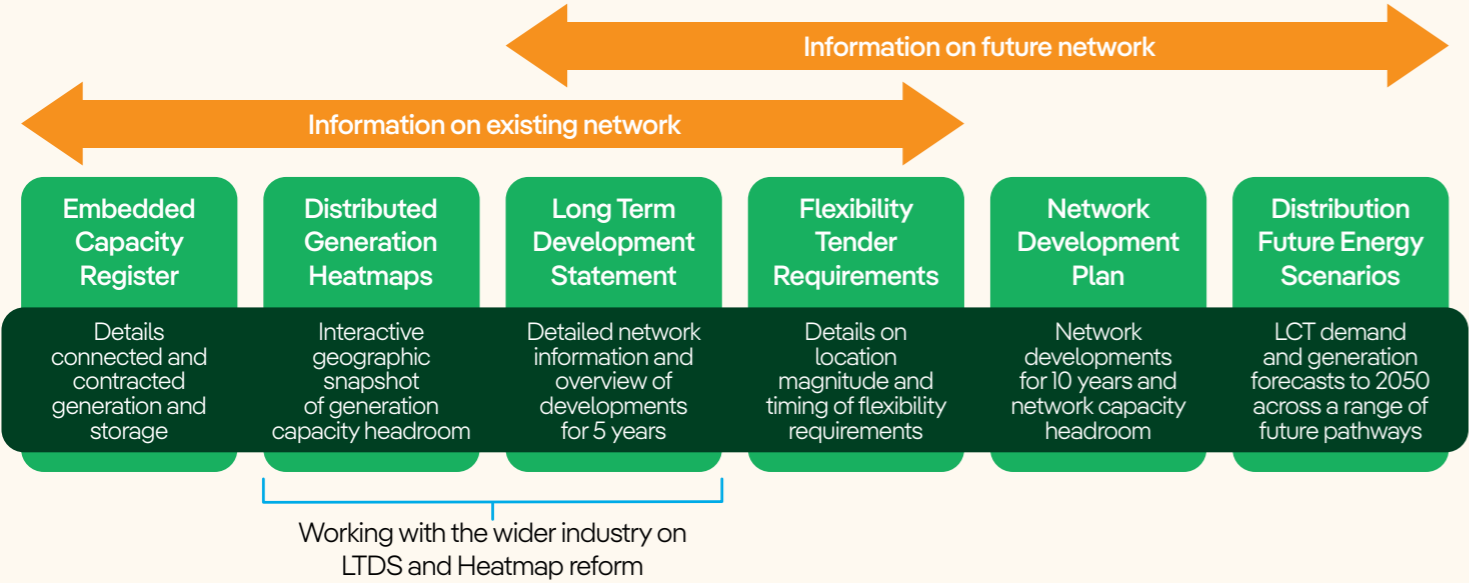 Information on future network
Information on existing network
Embedded
Capacity
Register
Details
connected and
contracted
generation and
storage
Distributed
Generation
Heatmaps
Interactive
geographic
snapshot
of generation
capacity headroom
Long Term
Development
Statement
Detailed network
information and
overview of
developments
for 5 years
Flexibility
Tender
Requirements
Details on
location
magnitude and
timing of flexibility
requirements
Network
Development
Plan
Network
developments
for 10 years and
network capacity
headroom
Distribution
Future Energy
Scenarios
LCT demand
and generation
forecasts to 2050
across a range of
future pathways
Working with the wider industry on
LTDS and Heatmap reform